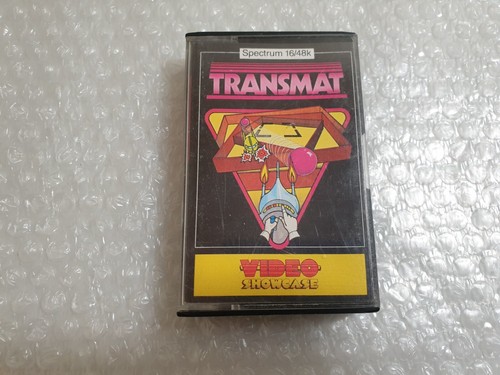 Spectrum 16/48k
TRANSMAT
VIDEO
SHOWCASE